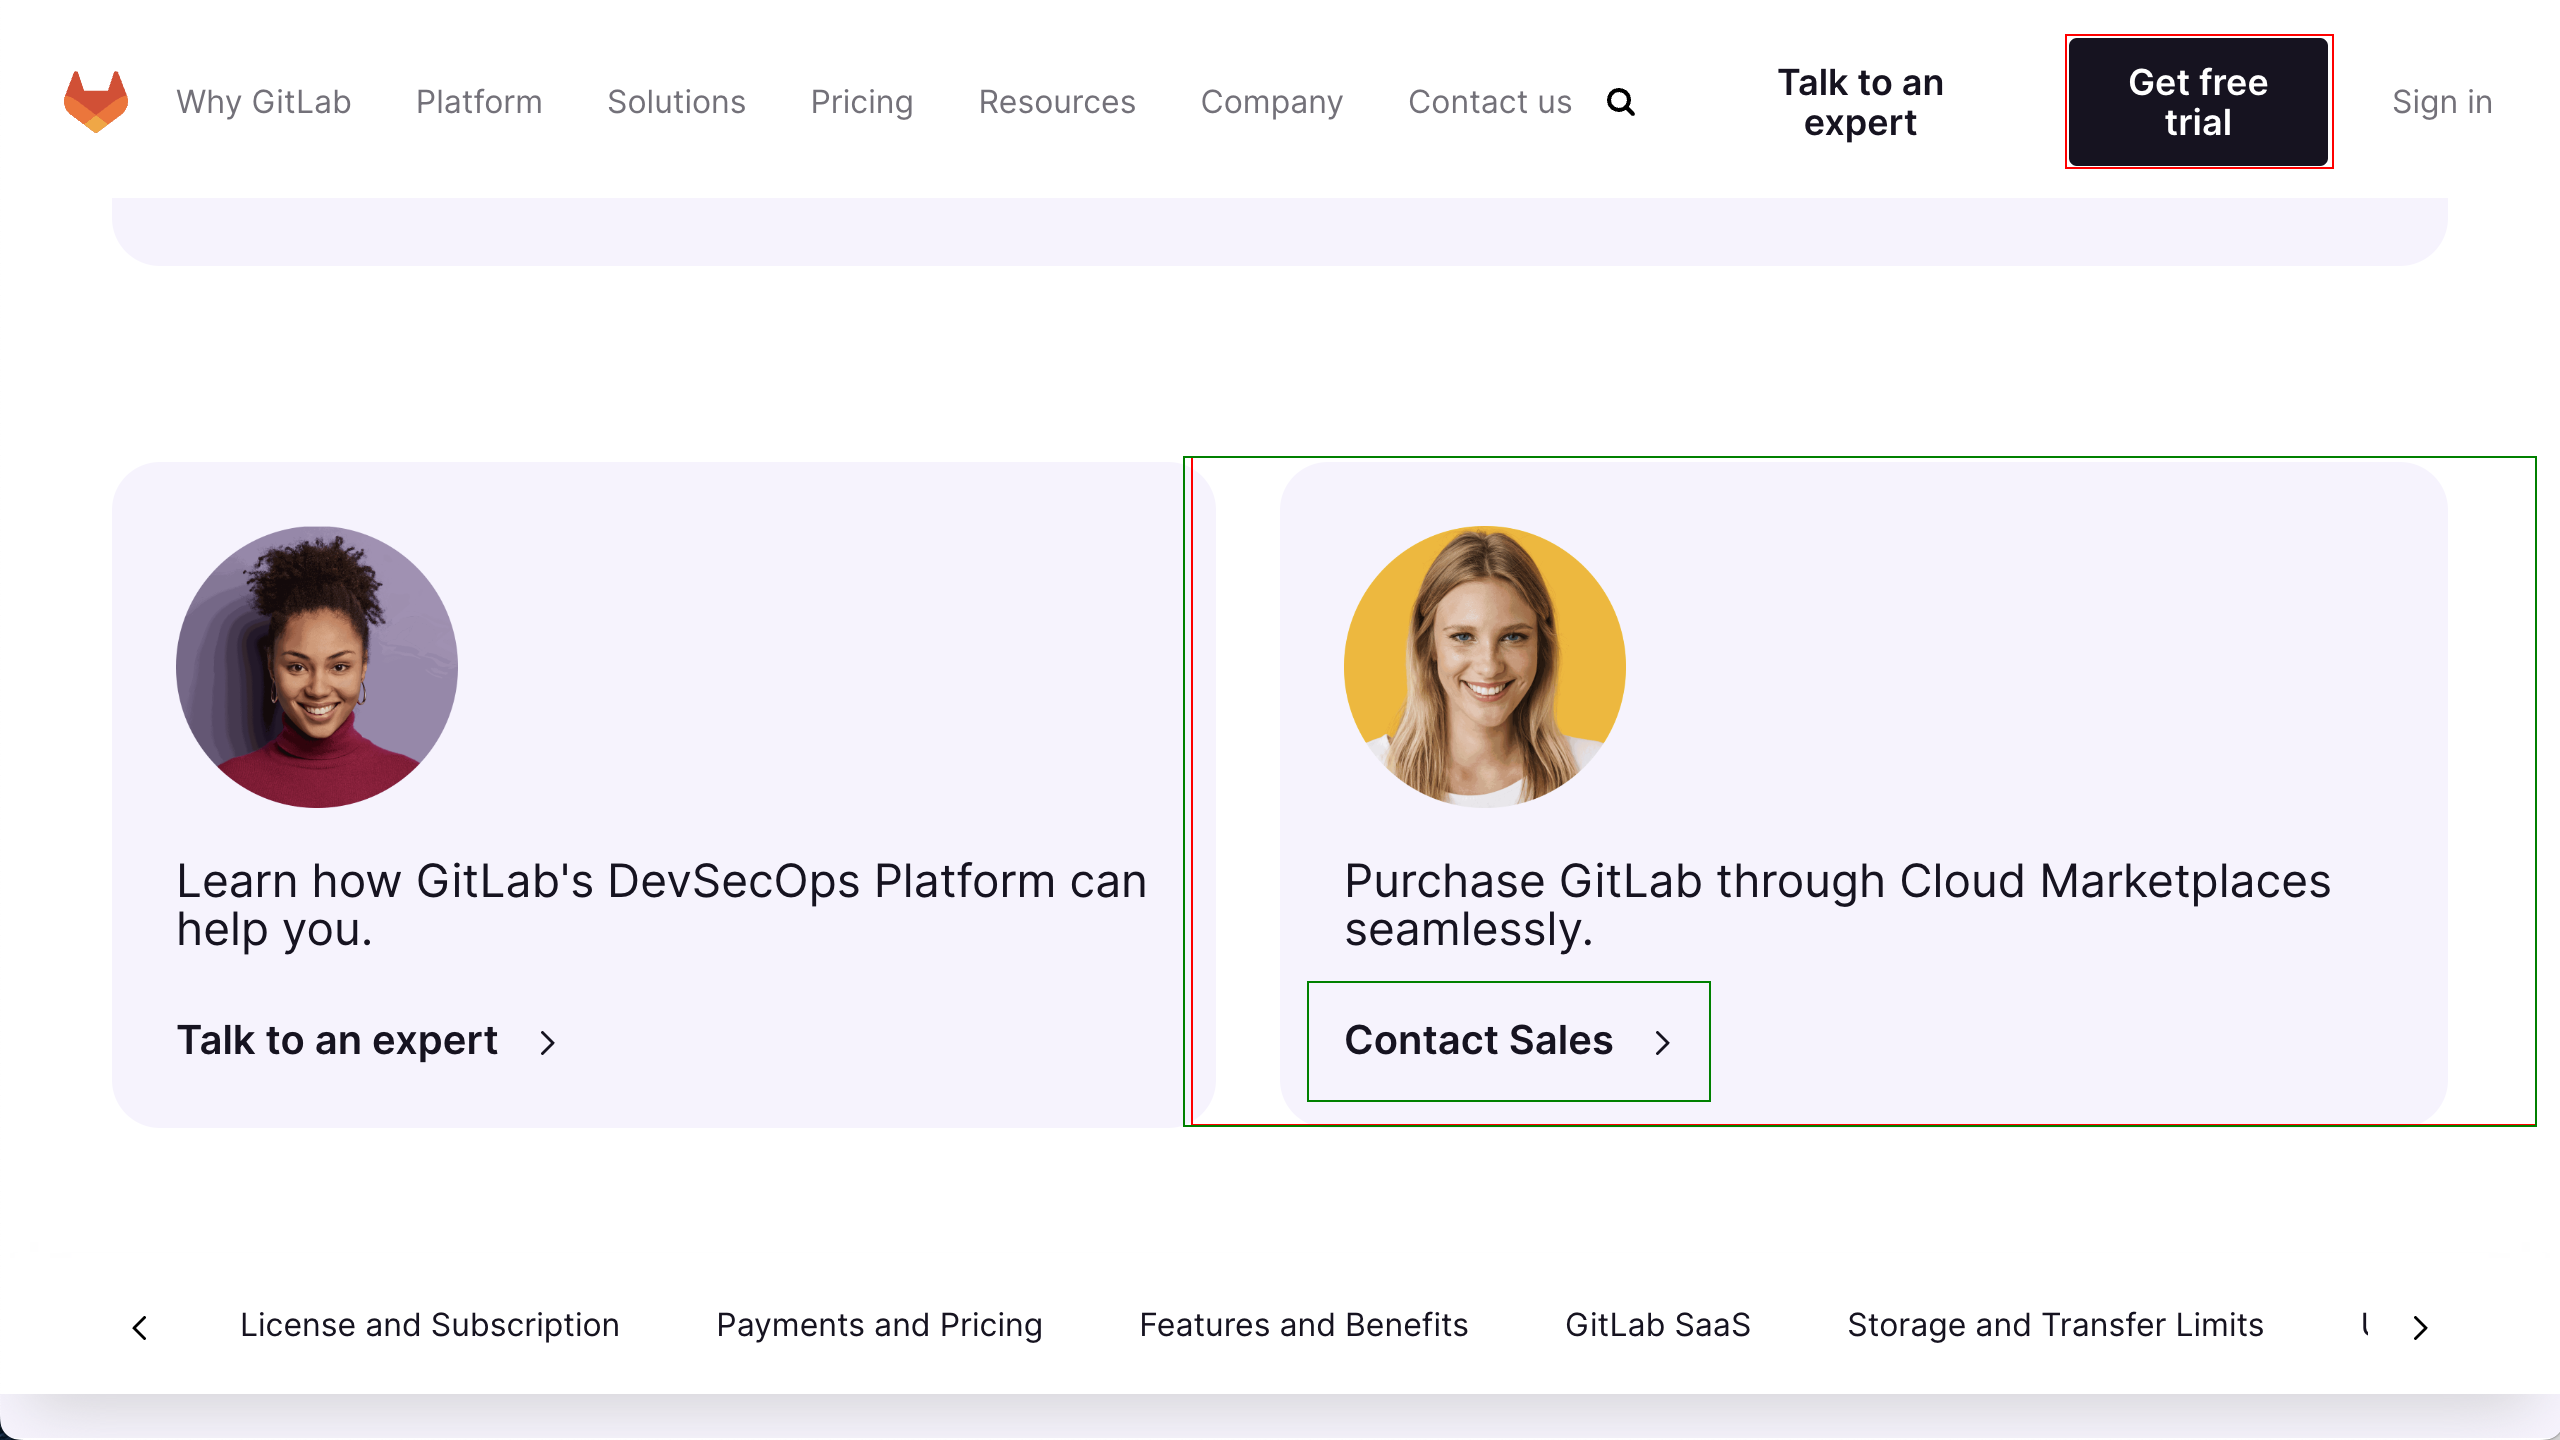 Why GitLab
Platform
Solutions
Pricing
Resources
Company
Contact us
Talk to an
expert
Get free
trial
Sign in
Learn how GitLab's DevSecOps Platform can
help you.
Talk to an expert
Purchase GitLab through Cloud Marketplaces
seamlessly.
Contact Sales
License and Subscription
Payments and Pricing
Features and Benefits
GitLab SaaS
Storage and Transfer Limits